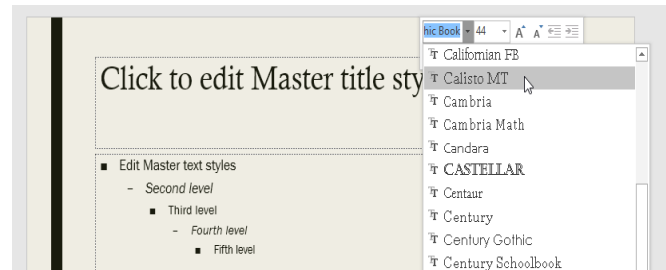 hic Book 44
Californian FB
Calisto MT
Cambria
Cambria Math
Candara
CASTELLAR
Centaur
Century
Century Gothic
Century Schoolbook
Click to edit Master title sty
Edit Master text styles
Second level
Third level
Fourth level
Fifth level